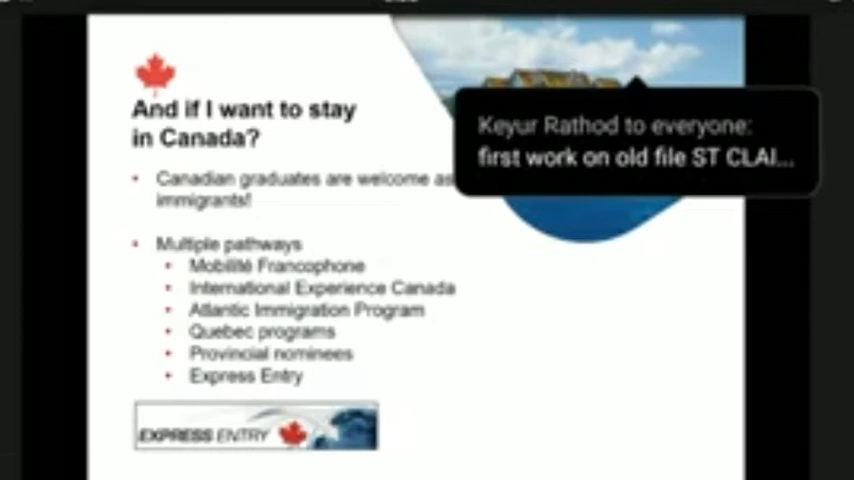 And if I want to stay
in Canada?
Keyur Rathod to everyone:
first work on old file ST CLAI...
• Canadian graduates are welcome as
immigrants!
• Multiple pathways
• Mobilité Francophone
• International Experience Canada
• Atlantic Immigration Program
• Quebec programs
• Provincial nominees
• Express Entry
EXPRESS ENTRY